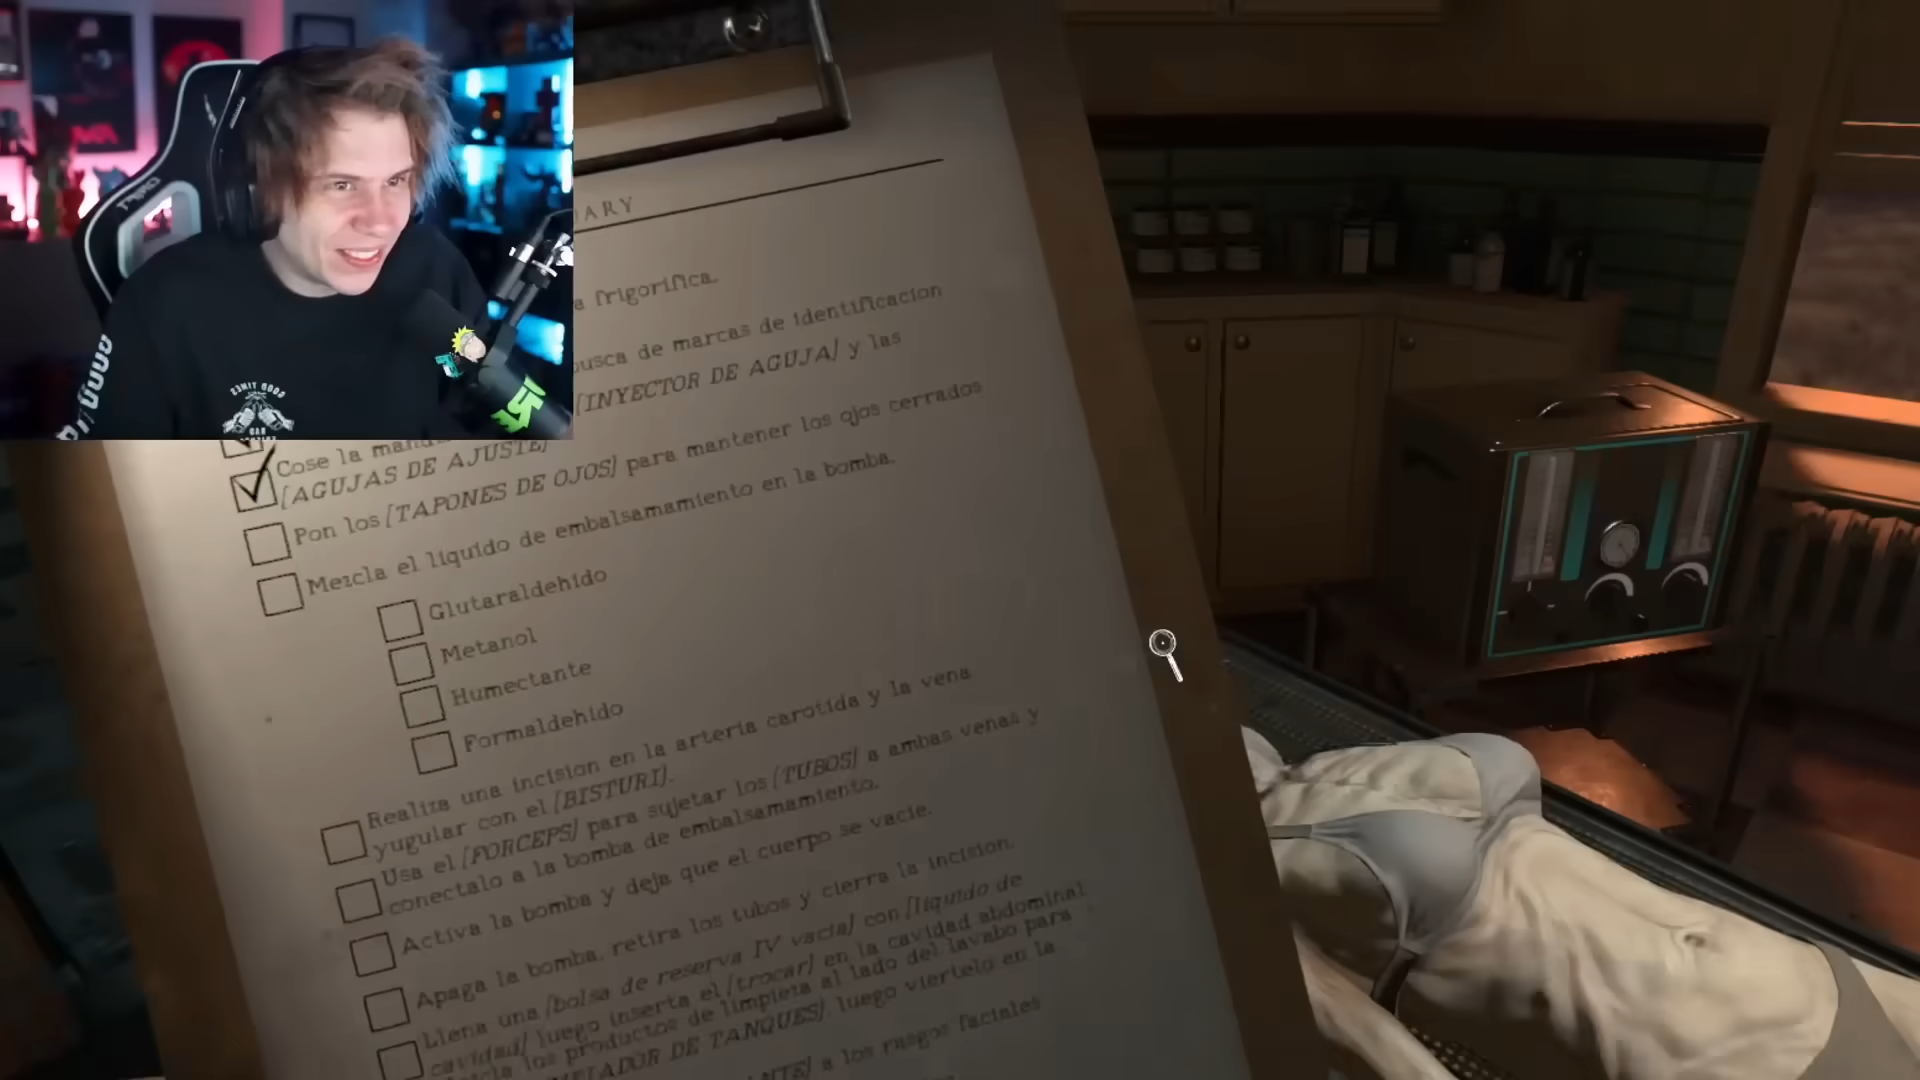 ARY
a frigorifica.
busca de marcas de identificacion
[INYECTOR DE AGUJA] y las
Cose la
[AGUJAS DE AJUSTE]
Pon los [TAPONES DE OJOS] para mantener los ojos cerrados
Mezcla el liquido de embalsamamiento en la bomba.
Glutaraldehido
Metanol
Humectante
Formaldehido
Realiza una incision en la arteria carotida y la vena
yugular con el [BISTURI].
Usa el [FORCEPS] para sujetar los [TUBOS] a ambas venas y
conectalo a la bomba de embalsamamiento.
Activa la bomba y deja que el cuerpo se vacie.
Apaga la bomba, retira los tubos y cierra la incision.
Llena una [bolsa de reserva IV vacia] con [liquido de
cavidad] luego inserta el [trocar] en la cavidad abdominal
los productos de limpieza al lado del lavabo para
DE TANQUES], luego viertelo en la
a los rasgos faciales
GOOD TIMES